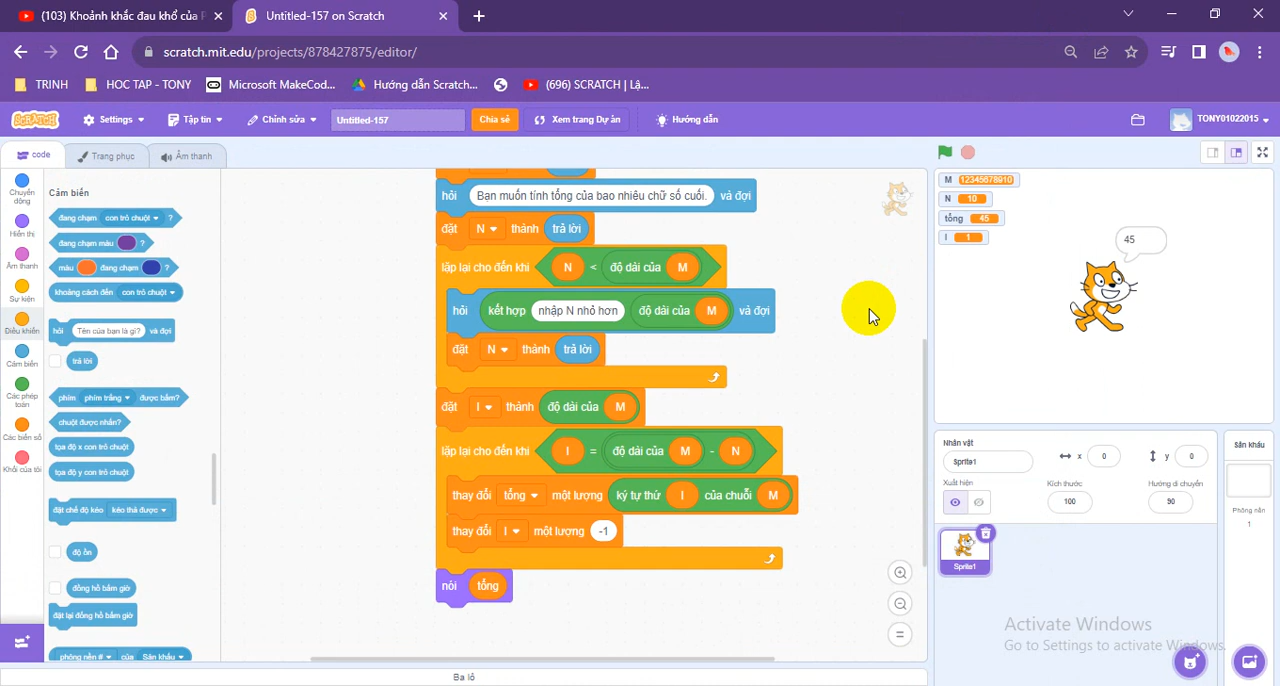 (103) Khoảnh khắc đau khổ của
Untitled-157 on Scratch
scratch.mit.edu/projects/878427875/editor/
TRINH
HOC TAP - TONY
Microsoft MakeCod...
Hướng dẫn Scratch...
(696) SCRATCH | Lậ...
SCRATCH
Settings
Tập tin
Chỉnh sửa
Untitled-157
Chia sẻ
Xem trang Dự án
Hướng dẫn
TONY01022015
code
Trang phục
Âm thanh
Chuyển động
Hiển thị
Âm thanh
Sự kiện
Điều khiển
Cảm biến
Các phép toán
Các biến số
Khối của tôi
Cảm biến
đang chạm con trỏ chuột ?
đang chạm màu ?
màu đang chạm ?
khoảng cách đến con trỏ chuột
hỏi Tên của bạn là gì? và đợi
trả lời
phím phím trắng được bấm?
chuột được nhấn?
tọa độ x con trỏ chuột
tọa độ y con trỏ chuột
đặt chế độ kéo kéo thả được
độ ồn
đồng hồ bấm giờ
đặt lại đồng hồ bấm giờ
phông nền # của Sân khấu
hỏi Bạn muốn tính tổng của bao nhiêu chữ số cuối. và đợi
đặt N thành trả lời
lặp lại cho đến khi N < độ dài của M
hỏi kết hợp nhập N nhỏ hơn độ dài của M và đợi
đặt N thành trả lời
đặt I thành độ dài của M
lặp lại cho đến khi I = độ dài của M - N
thay đổi tổng một lượng ký tự thứ I của chuỗi M
thay đổi I một lượng -1
nói tổng
Ba lô
M 12345678910
N 10
tổng 45
I 1
45
Nhân vật
Sprite1
x 0
y 0
Xuất hiện
Kích thước
Hướng di chuyển
100
90
Sprite1
Sân khấu
Phông nền
1
Activate Windows
Go to Settings to activate Windows.